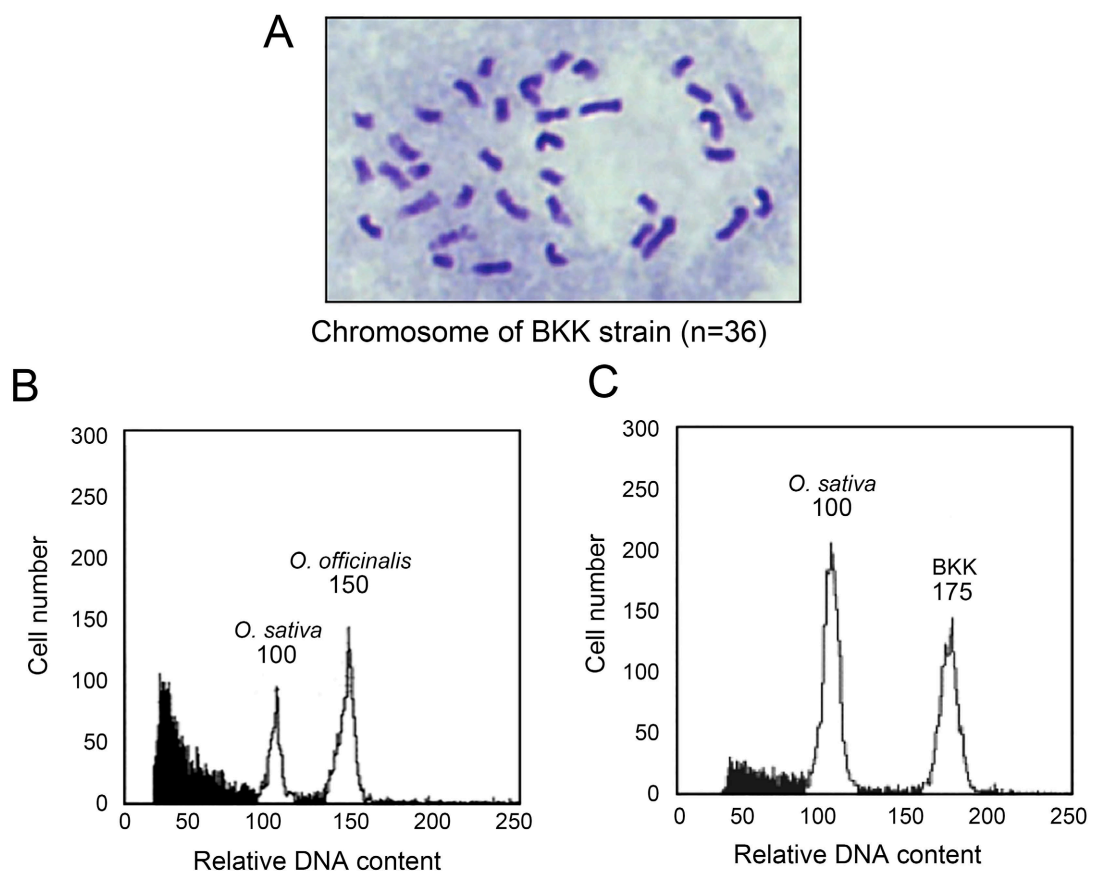 A
Chromosome of BKK strain (n=36)
B
300
250
200
150
100
50
0
Cell number
O. officinalis
150
O. sativa
100
0 50 100 150 200 250
Relative DNA content
C
300
250
200
150
100
50
0
Cell number
O. sativa
100
BKK
175
0 50 100 150 200 250
Relative DNA content